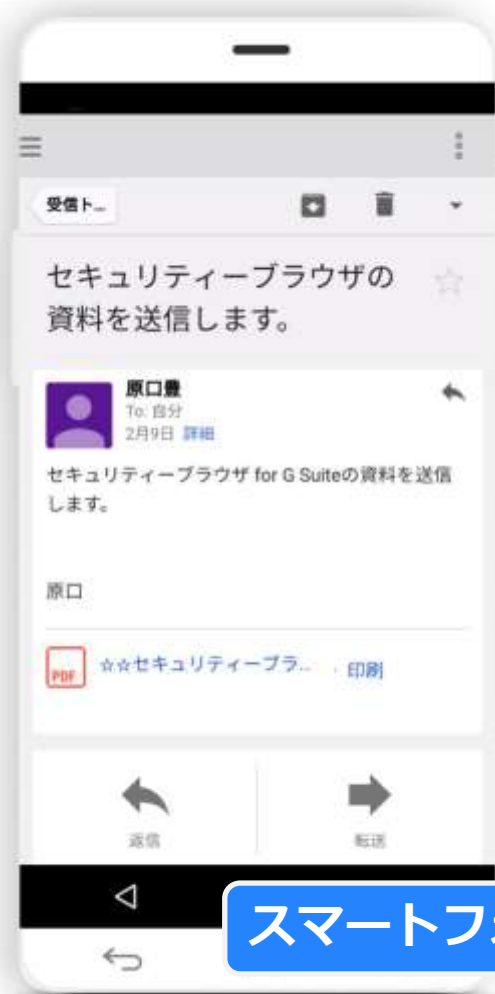 受信ト...
セキュリティーブラウザの
資料を送信します。
原口豊
To: 自分
2月9日 詳細
セキュリティーブラウザ for G Suiteの資料を送信
します。
原口
PDF ☆☆セキュリティーブラ... 印刷
返信 転送
スマートフ